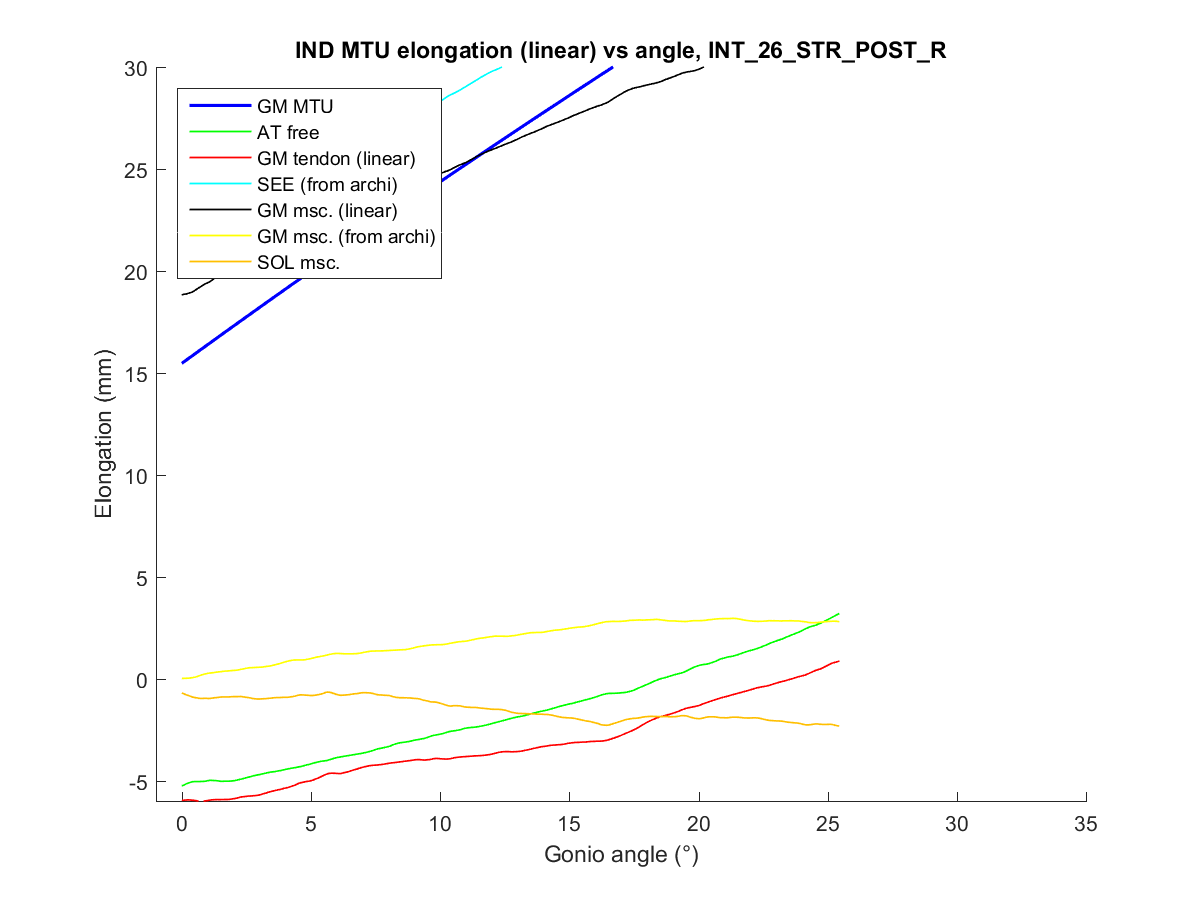 IND MTU elongation (linear) vs angle, INT_26_STR_POST_R
30
25
20
15
10
5
0
-5
Elongation (mm)
GM MTU
AT free
GM tendon (linear)
SEE (from archi)
GM msc. (linear)
GM msc. (from archi)
SOL msc.
0 5 10 15 20 25 30 35
Gonio angle (°)